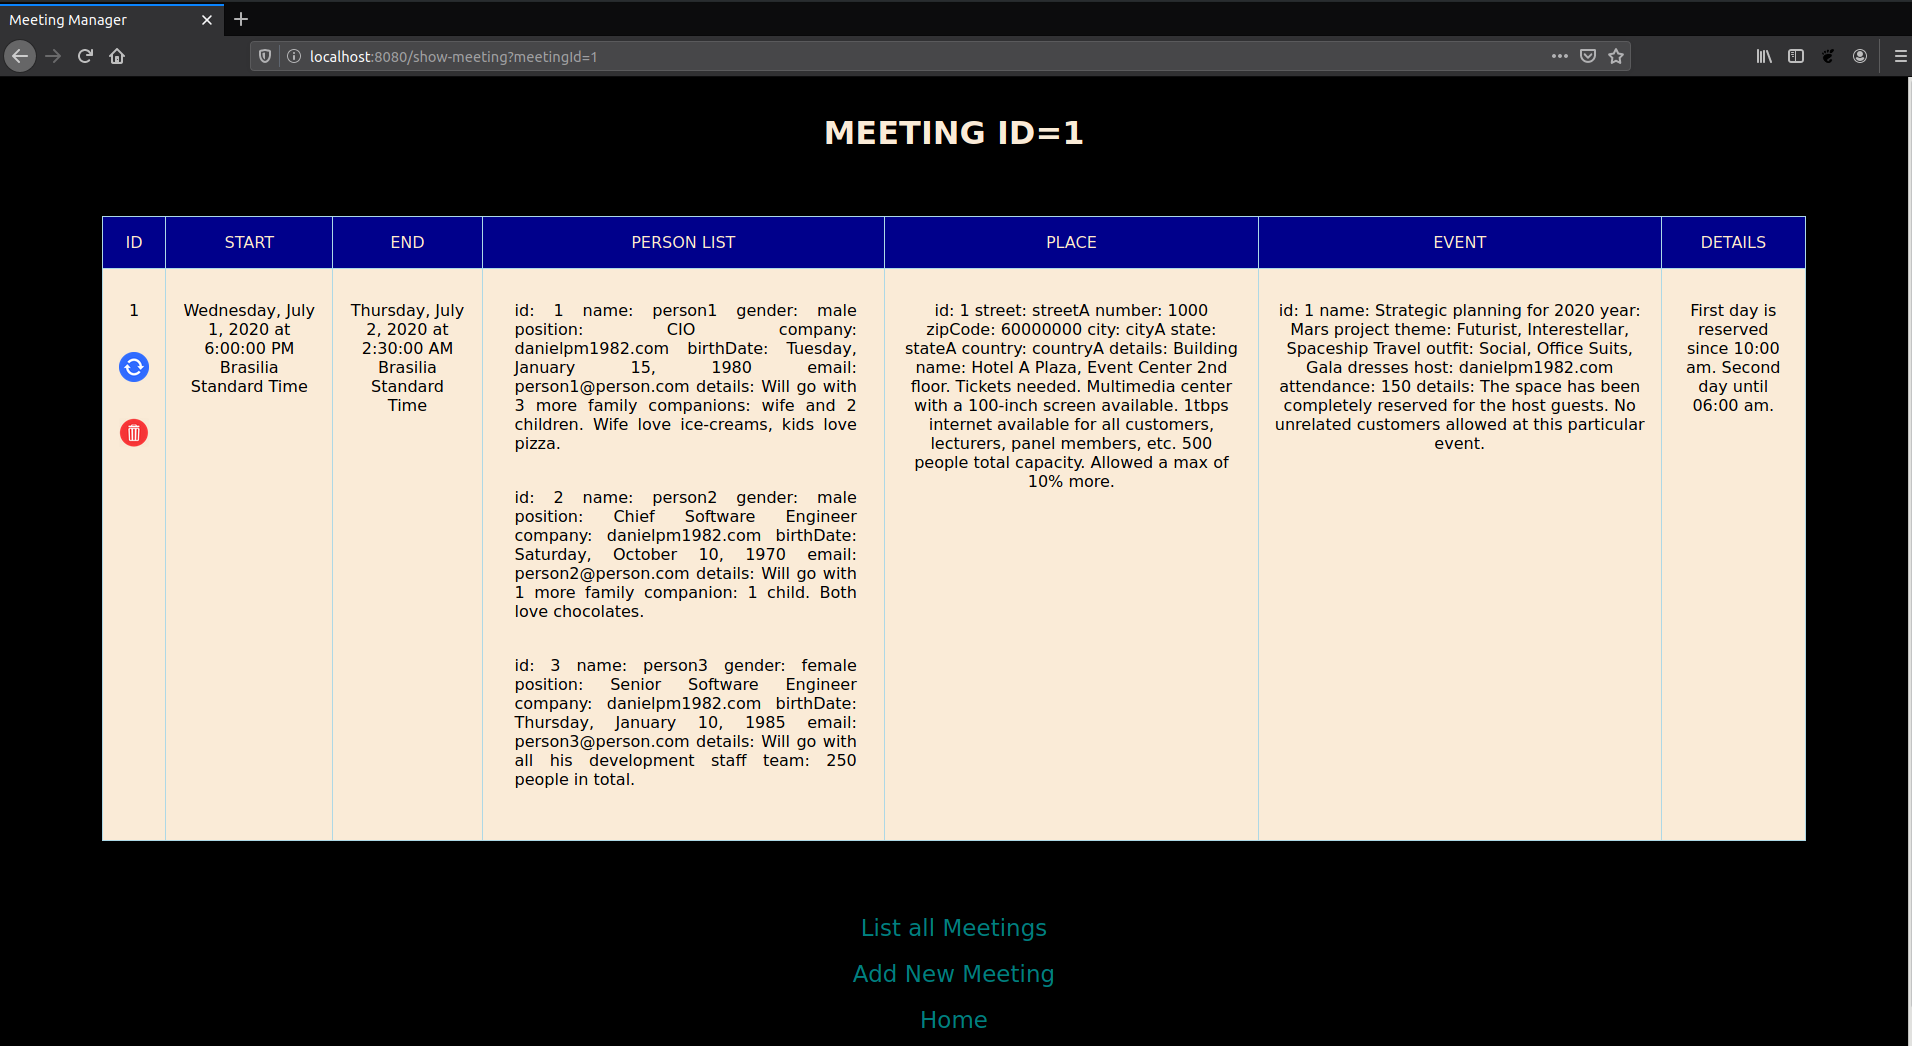 Meeting Manager
localhost:8080/show-meeting?meetingId=1
MEETING ID=1
ID
START
END
PERSON LIST
PLACE
EVENT
DETAILS
1
Wednesday, July
1, 2020 at
6:00:00 PM
Brasilia
Standard Time
Thursday, July
2, 2020 at
2:30:00 AM
Brasilia
Standard
Time
id: 1 name: person1 gender: male
position: CIO company:
danielpm1982.com birthDate: Tuesday,
January 15, 1980 email:
person1@person.com details: Will go with
3 more family companions: wife and 2
children. Wife love ice-creams, kids love
pizza.
id: 2 name: person2 gender: male
position: Chief Software Engineer
company: danielpm1982.com birthDate:
Saturday, October 10, 1970 email:
person2@person.com details: Will go with
1 more family companion: 1 child. Both
love chocolates.
id: 3 name: person3 gender: female
position: Senior Software Engineer
company: danielpm1982.com birthDate:
Thursday, January 10, 1985 email:
person3@person.com details: Will go with
all his development staff team: 250
people in total.
id: 1 street: streetA number: 1000
zipCode: 60000000 city: cityA state:
stateA country: countryA details: Building
name: Hotel A Plaza, Event Center 2nd
floor. Tickets needed. Multimedia center
with a 100-inch screen available. 1tbps
internet available for all customers,
lecturers, panel members, etc. 500
people total capacity. Allowed a max of
10% more.
id: 1 name: Strategic planning for 2020 year:
Mars project theme: Futurist, Interestellar,
Spaceship Travel outfit: Social, Office Suits,
Gala dresses host: danielpm1982.com
attendance: 150 details: The space has been
completely reserved for the host guests. No
unrelated customers allowed at this particular
event.
First day is
reserved
since 10:00
am. Second
day until
06:00 am.
List all Meetings
Add New Meeting
Home